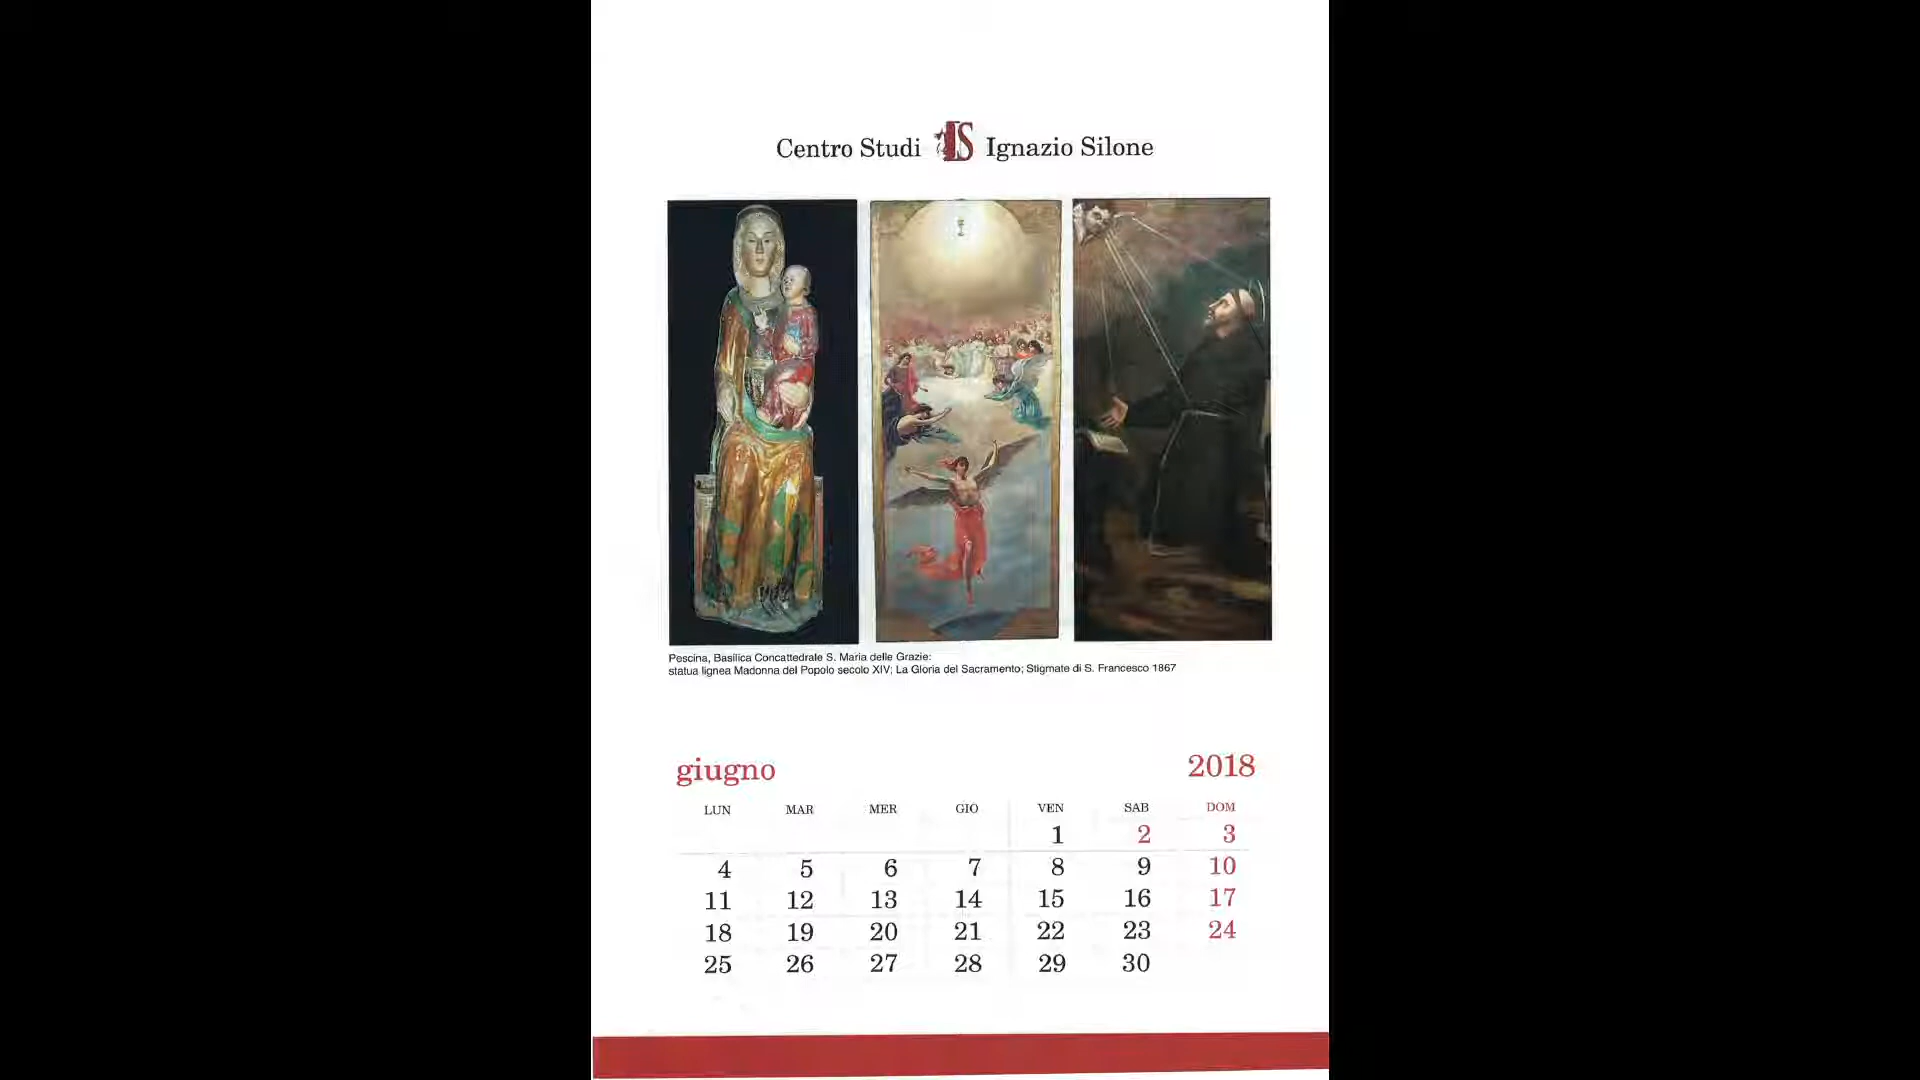 Centro Studi IS Ignazio Silone
Pescina, Basilica Concattedrale S. Maria delle Grazie:
statua lignea Madonna del Popolo secolo XIV; La Gloria del Sacramento; Stigmate di S. Francesco 1867
giugno 2018
LUN MAR MER GIO VEN SAB DOM
1 2 3
4 5 6 7 8 9 10
11 12 13 14 15 16 17
18 19 20 21 22 23 24
25 26 27 28 29 30